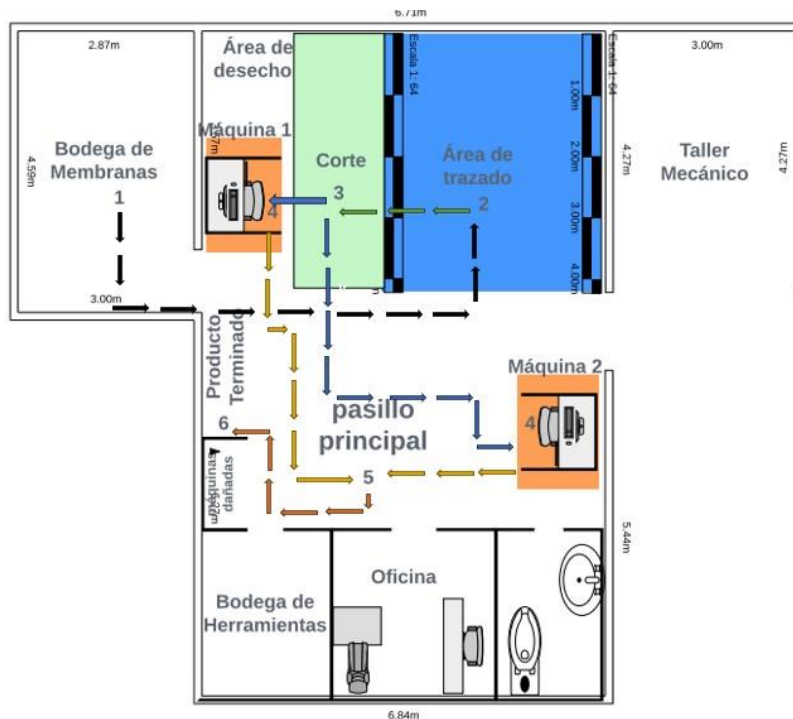 6.71m
2.87m
Área de
desecho
Escala 1: 64
Escala 1: 64
3.00m
1.00m
Máquina 1
Bodega de
Membranas
Corte
Área de
trazado
2.00m
Taller
Mecánico
4.59m
4.27m
4.27m
1
4
3
2
3.00m
4.00m
3.00m
Producto
Terminado
Máquina 2
pasillo
principal
6
4
5
máquinas
dañadas
5.44m
Bodega de
Herramientas
Oficina
6.84m